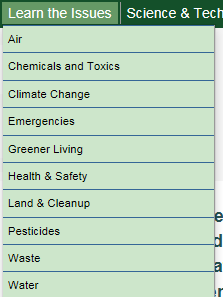 Learn the Issues Science & Tech
Air
Chemicals and Toxics
Climate Change
Emergencies
Greener Living
Health & Safety
Land & Cleanup
Pesticides
Waste
Water